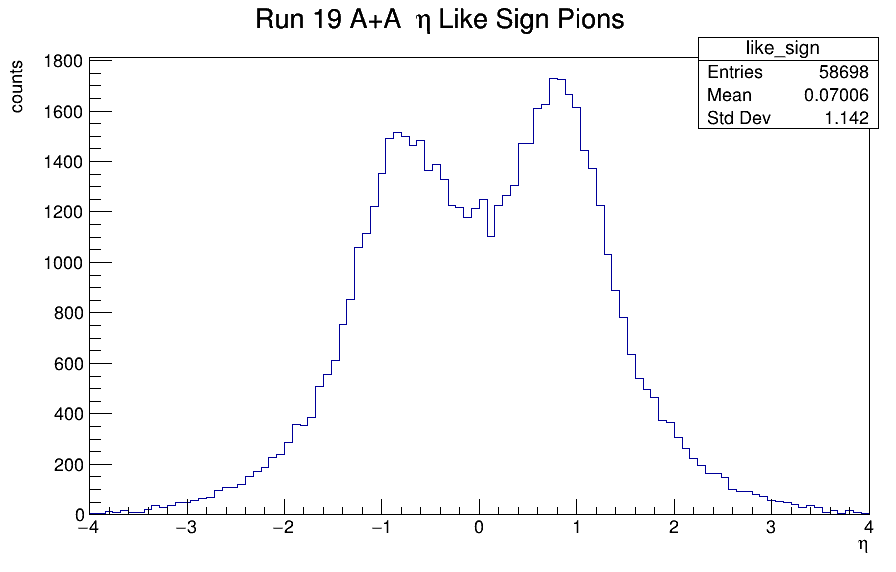 Run 19 A+A η Like Sign Pions
like_sign
Entries 58698
Mean 0.07006
Std Dev 1.142
counts
1800
1600
1400
1200
1000
800
600
400
200
0
−4 −3 −2 −1 0 1 2 3 4
η